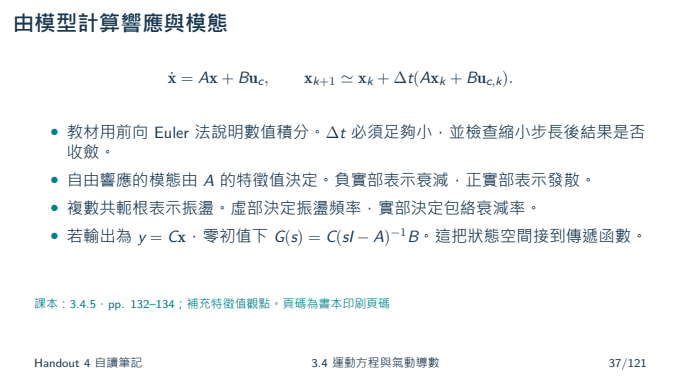 由模型計算響應與模態
ẋ = Ax + Bu_c, x_{k+1} ≃ x_k + Δt(Ax_k + Bu_{c,k}).
• 教材用前向 Euler 法說明數值積分。Δt 必須足夠小，並檢查縮小步長後結果是否
收斂。
• 自由響應的模態由 A 的特徵值決定。負實部表示衰減，正實部表示發散。
• 複數共軛根表示振盪。虛部決定振盪頻率，實部決定包絡衰減率。
• 若輸出為 y = Cx，零初值下 G(s) = C(sI − A)⁻¹B。這把狀態空間接到傳遞函數。
課本：3.4.5，pp. 132–134；補充特徵值觀點。頁碼為書本印刷頁碼
Handout 4 自讀筆記 3.4 運動方程與氣動導數 37/121